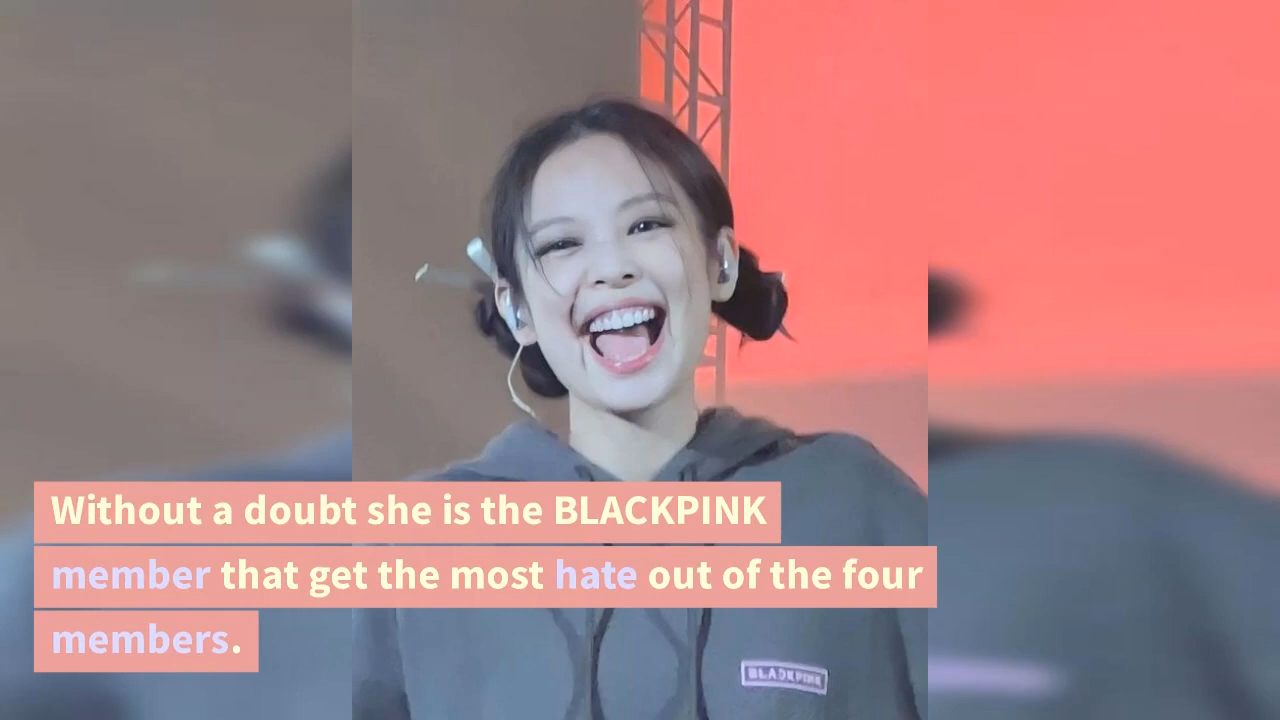 Without a doubt she is the BLACKPINK
member that get the most hate out of the four
members.
BLACKPINK